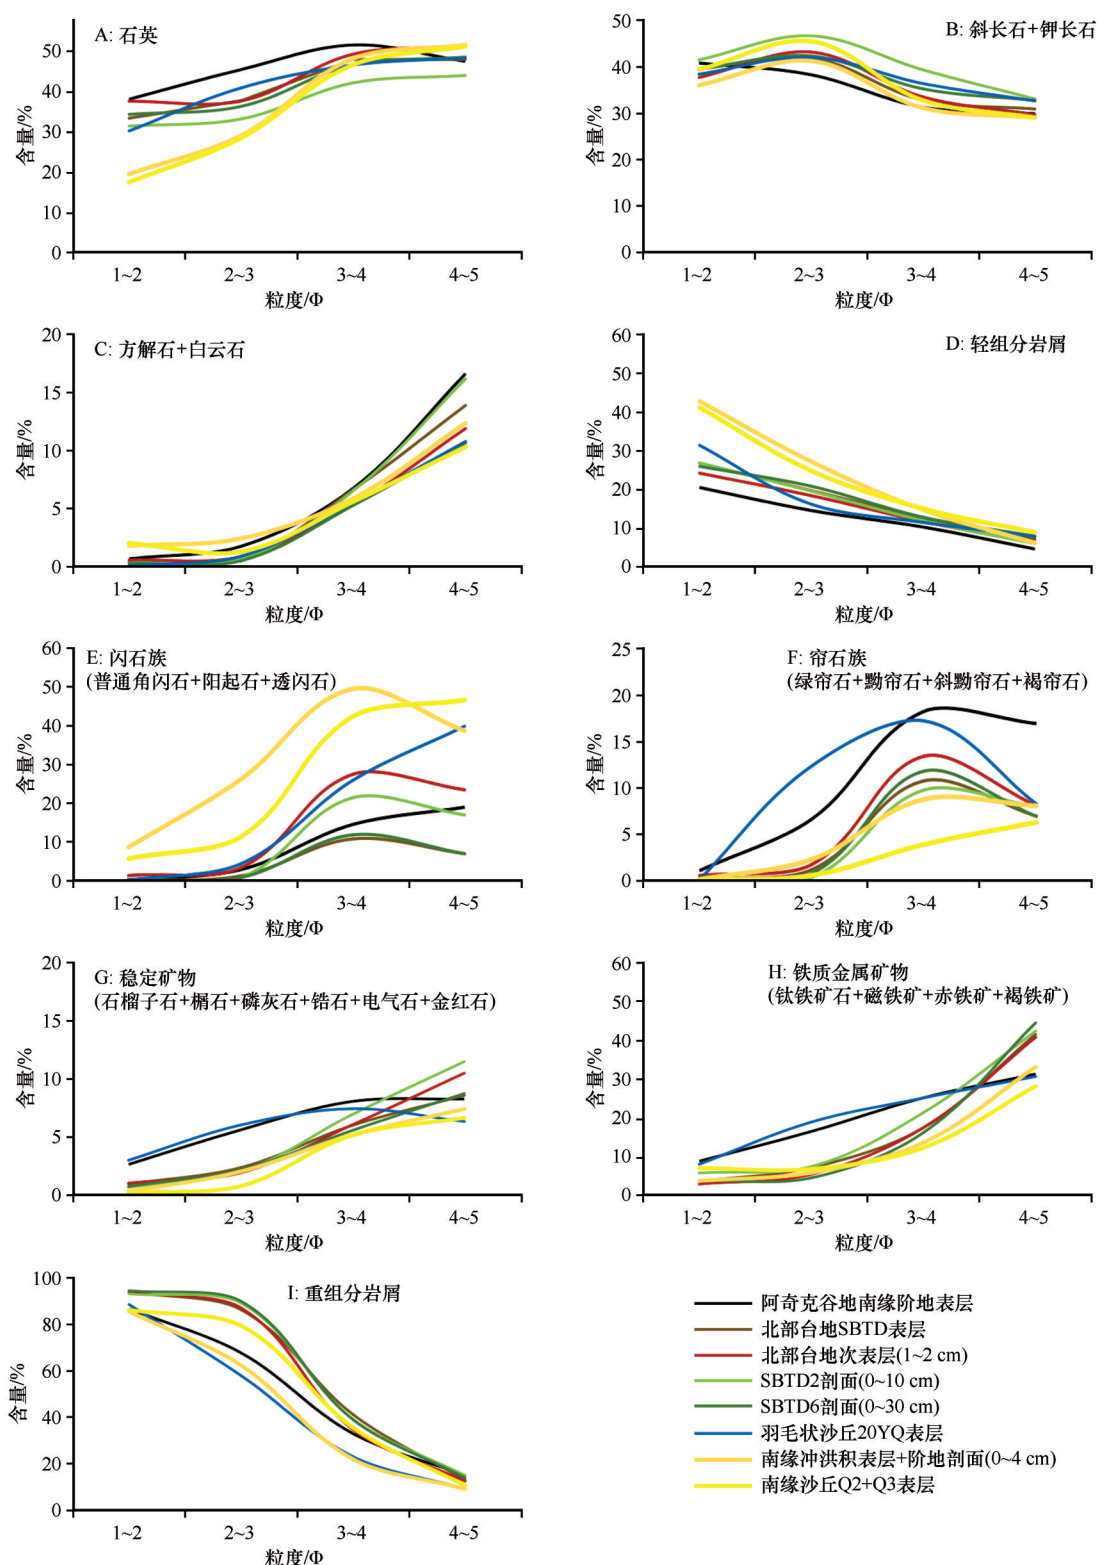 A: 石英
50
40
30
20
10
0
含量/%
1~2 2~3 3~4 4~5
粒度/Φ
B: 斜长石+钾长石
50
40
30
20
10
0
含量/%
1~2 2~3 3~4 4~5
粒度/Φ
C: 方解石+白云石
20
15
10
5
0
含量/%
1~2 2~3 3~4 4~5
粒度/Φ
D: 轻组分岩屑
60
50
40
30
20
10
0
含量/%
1~2 2~3 3~4 4~5
粒度/Φ
E: 闪石族
(普通角闪石+阳起石+透闪石)
60
50
40
30
20
10
0
含量/%
1~2 2~3 3~4 4~5
粒度/Φ
F: 帘石族
(绿帘石+黝帘石+斜黝帘石+褐帘石)
25
20
15
10
5
0
含量/%
1~2 2~3 3~4 4~5
粒度/Φ
G: 稳定矿物
(石榴子石+榍石+磷灰石+锆石+电气石+金红石)
20
15
10
5
0
含量/%
1~2 2~3 3~4 4~5
粒度/Φ
H: 铁质金属矿物
(钛铁矿石+磁铁矿+赤铁矿+褐铁矿)
60
50
40
30
20
10
0
含量/%
1~2 2~3 3~4 4~5
粒度/Φ
I: 重组分岩屑
100
80
60
40
20
0
含量/%
1~2 2~3 3~4 4~5
粒度/Φ
阿奇克谷地南缘阶地表层
北部台地SBTD表层
北部台地次表层(1~2 cm)
SBTD2剖面(0~10 cm)
SBTD6剖面(0~30 cm)
羽毛状沙丘20YQ表层
南缘冲洪积表层+阶地剖面(0~4 cm)
南缘沙丘Q2+Q3表层